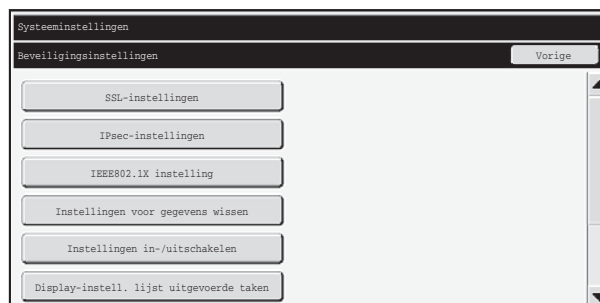 Systeeminstellingen
Beveiligingsinstellingen
Vorige
SSL-instellingen
IPsec-instellingen
IEEE802.1X instelling
Instellingen voor gegevens wissen
Instellingen in-/uitschakelen
Display-instell. lijst uitgevoerde taken